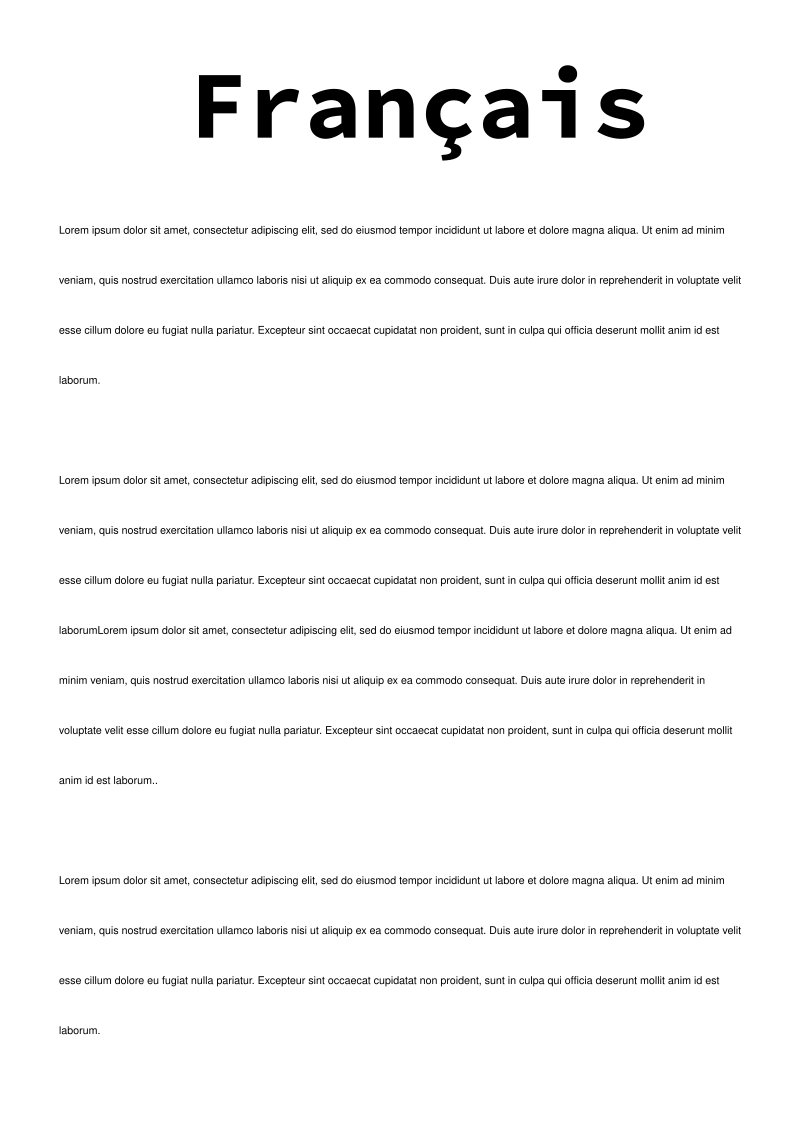 Français
Lorem ipsum dolor sit amet, consectetur adipiscing elit, sed do eiusmod tempor incididunt ut labore et dolore magna aliqua. Ut enim ad minim
veniam, quis nostrud exercitation ullamco laboris nisi ut aliquip ex ea commodo consequat. Duis aute irure dolor in reprehenderit in voluptate velit
esse cillum dolore eu fugiat nulla pariatur. Excepteur sint occaecat cupidatat non proident, sunt in culpa qui officia deserunt mollit anim id est
laborum.
Lorem ipsum dolor sit amet, consectetur adipiscing elit, sed do eiusmod tempor incididunt ut labore et dolore magna aliqua. Ut enim ad minim
veniam, quis nostrud exercitation ullamco laboris nisi ut aliquip ex ea commodo consequat. Duis aute irure dolor in reprehenderit in voluptate velit
esse cillum dolore eu fugiat nulla pariatur. Excepteur sint occaecat cupidatat non proident, sunt in culpa qui officia deserunt mollit anim id est
laborumLorem ipsum dolor sit amet, consectetur adipiscing elit, sed do eiusmod tempor incididunt ut labore et dolore magna aliqua. Ut enim ad
minim veniam, quis nostrud exercitation ullamco laboris nisi ut aliquip ex ea commodo consequat. Duis aute irure dolor in reprehenderit in
voluptate velit esse cillum dolore eu fugiat nulla pariatur. Excepteur sint occaecat cupidatat non proident, sunt in culpa qui officia deserunt mollit
anim id est laborum..
Lorem ipsum dolor sit amet, consectetur adipiscing elit, sed do eiusmod tempor incididunt ut labore et dolore magna aliqua. Ut enim ad minim
veniam, quis nostrud exercitation ullamco laboris nisi ut aliquip ex ea commodo consequat. Duis aute irure dolor in reprehenderit in voluptate velit
esse cillum dolore eu fugiat nulla pariatur. Excepteur sint occaecat cupidatat non proident, sunt in culpa qui officia deserunt mollit anim id est
laborum.